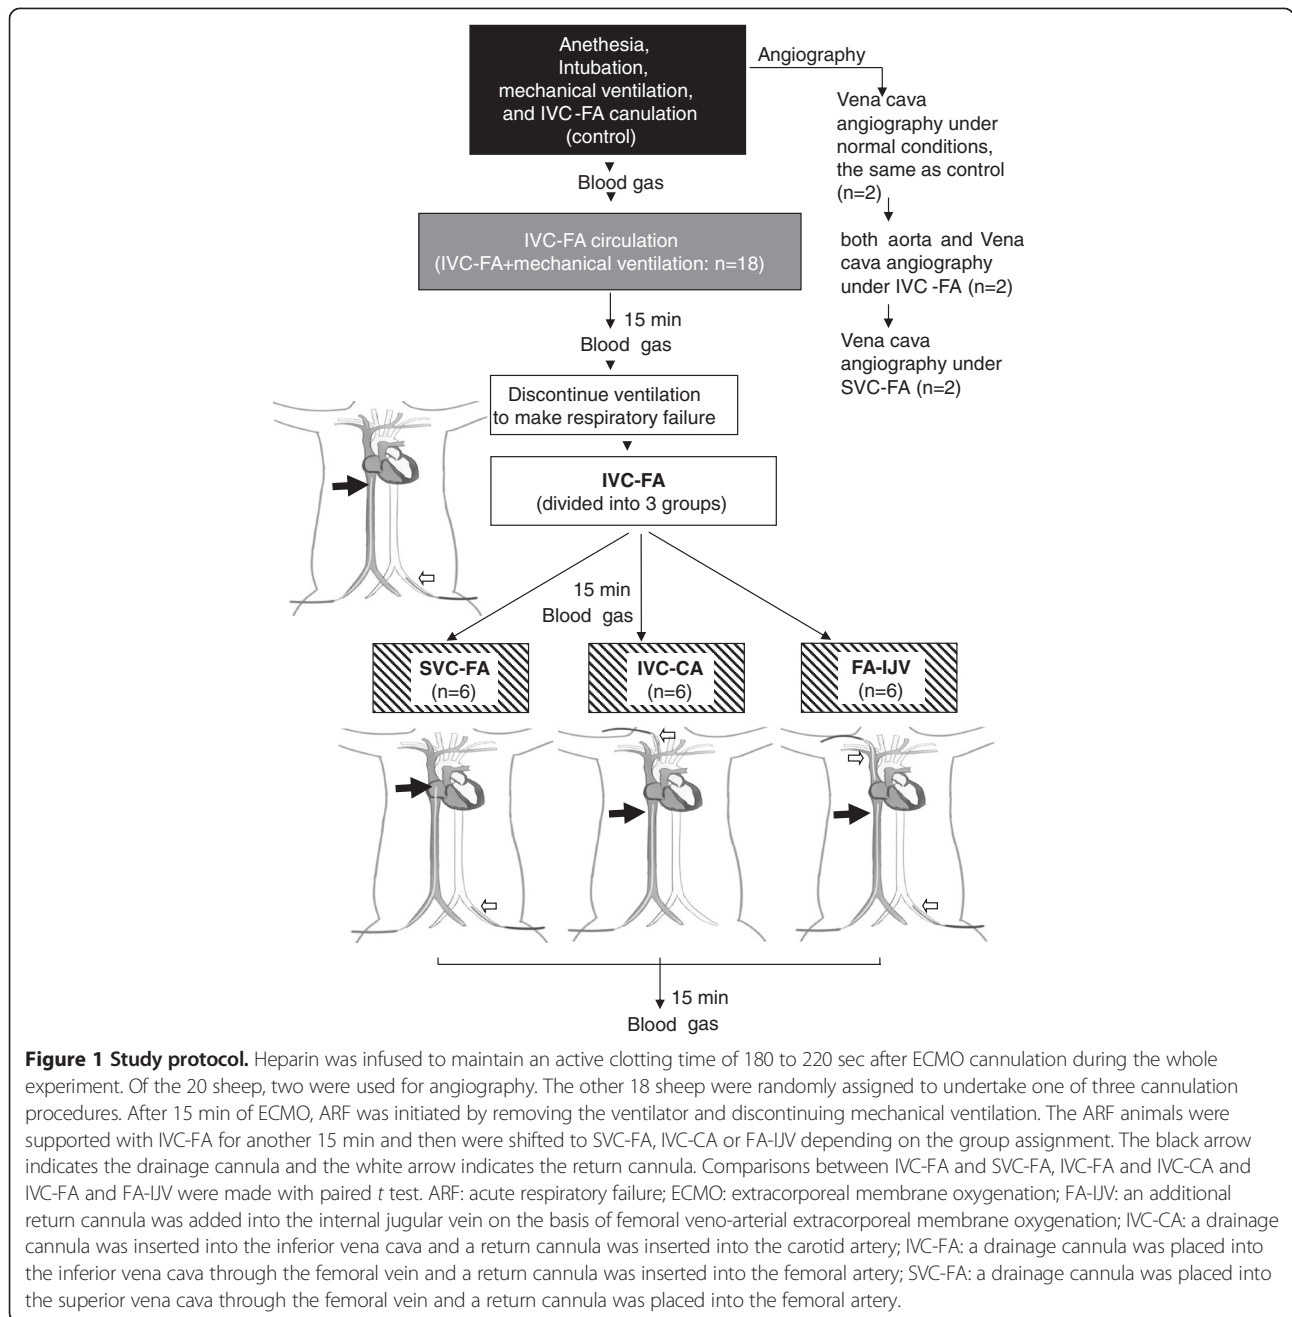 Anethesia,
Intubation,
mechanical ventilation,
and IVC-FA canulation
(control)
Angiography
Vena cava
angiography under
normal conditions,
the same as control
(n=2)
Blood gas
IVC-FA circulation
(IVC-FA+mechanical ventilation: n=18)
both aorta and Vena
cava angiography
under IVC -FA (n=2)
15 min
Blood gas
Vena cava
angiography under
SVC-FA (n=2)
Discontinue ventilation
to make respiratory failure
IVC-FA
(divided into 3 groups)
15 min
Blood gas
SVC-FA
(n=6)
IVC-CA
(n=6)
FA-IJV
(n=6)
15 min
Blood gas
Figure 1 Study protocol. Heparin was infused to maintain an active clotting time of 180 to 220 sec after ECMO cannulation during the whole
experiment. Of the 20 sheep, two were used for angiography. The other 18 sheep were randomly assigned to undertake one of three cannulation
procedures. After 15 min of ECMO, ARF was initiated by removing the ventilator and discontinuing mechanical ventilation. The ARF animals were
supported with IVC-FA for another 15 min and then were shifted to SVC-FA, IVC-CA or FA-IJV depending on the group assignment. The black arrow
indicates the drainage cannula and the white arrow indicates the return cannula. Comparisons between IVC-FA and SVC-FA, IVC-FA and IVC-CA and
IVC-FA and FA-IJV were made with paired t test. ARF: acute respiratory failure; ECMO: extracorporeal membrane oxygenation; FA-IJV: an additional
return cannula was added into the internal jugular vein on the basis of femoral veno-arterial extracorporeal membrane oxygenation; IVC-CA: a drainage
cannula was inserted into the inferior vena cava and a return cannula was inserted into the carotid artery; IVC-FA: a drainage cannula was placed into
the inferior vena cava through the femoral vein and a return cannula was inserted into the femoral artery; SVC-FA: a drainage cannula was placed into
the superior vena cava through the femoral vein and a return cannula was placed into the femoral artery.